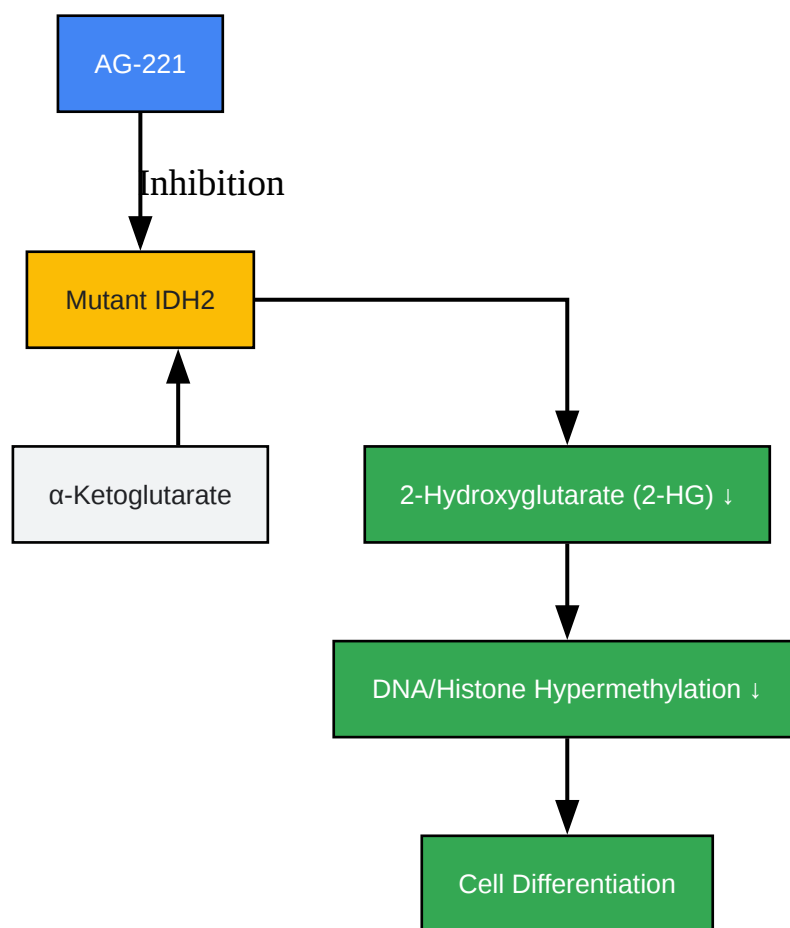 AG-221
Inhibition
Mutant IDH2
α-Ketoglutarate
2-Hydroxyglutarate (2-HG) ↓
DNA/Histone Hypermethylation ↓
Cell Differentiation